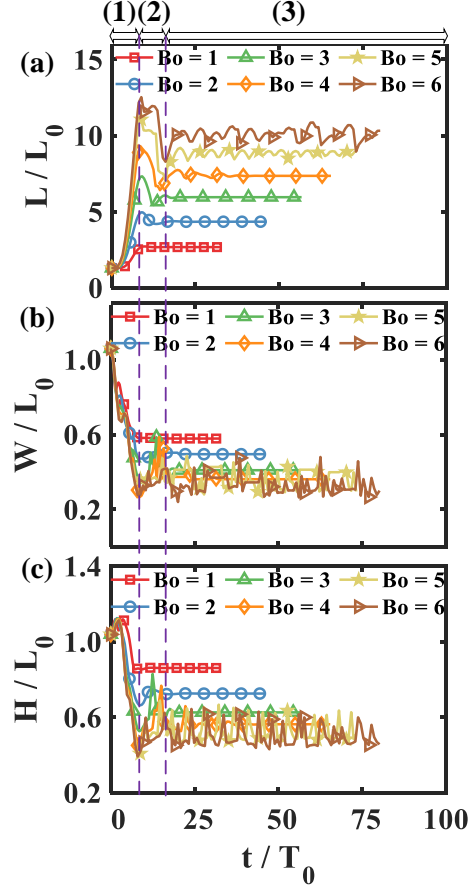 (1) (2) (3)
(a)
15
Bo = 1 Bo = 3 Bo = 5
Bo = 2 Bo = 4 Bo = 6
10
L / L0
5
0
(b)
Bo = 1 Bo = 3 Bo = 5
1.0
Bo = 2 Bo = 4 Bo = 6
W / L0
0.6
0.2
(c)
1.4
Bo = 1 Bo = 3 Bo = 5
Bo = 2 Bo = 4 Bo = 6
1.0
H / L0
0.6
0.2
0 25 50 75 100
t / T0